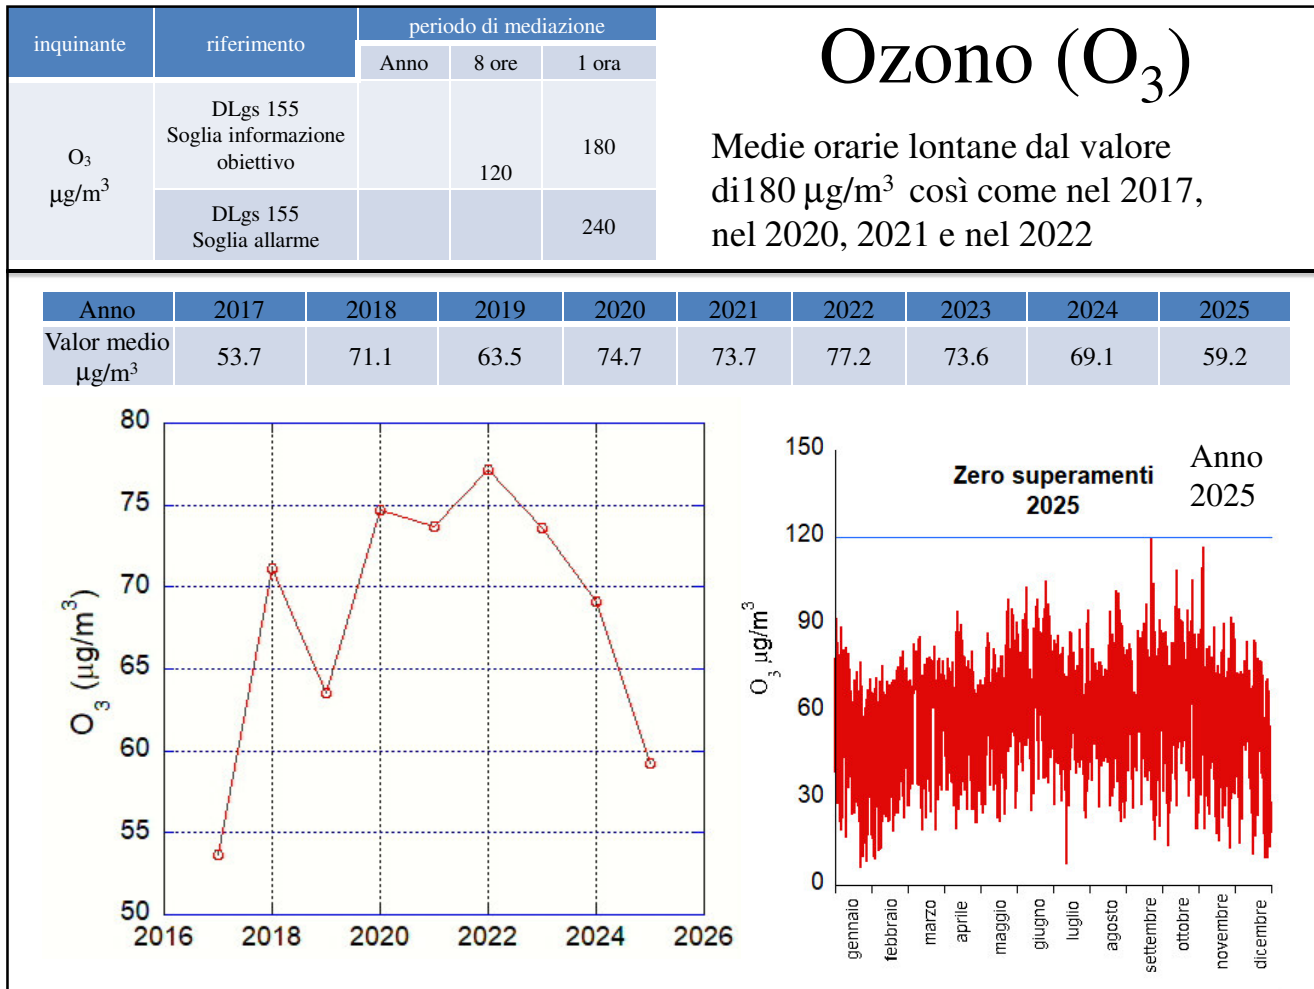 inquinante riferimento periodo di mediazione
Anno 8 ore 1 ora
O3
µg/m3
DLgs 155
Soglia informazione
obiettivo
120
180
DLgs 155
Soglia allarme
240
Ozono (O3)
Medie orarie lontane dal valore
di180 µg/m3 così come nel 2017,
nel 2020, 2021 e nel 2022
Anno 2017 2018 2019 2020 2021 2022 2023 2024 2025
Valor medio
µg/m3
53.7 71.1 63.5 74.7 73.7 77.2 73.6 69.1 59.2
80
75
70
65
60
55
50
O3 (µg/m3)
2016 2018 2020 2022 2024 2026
Anno
2025
Zero superamenti
2025
150
120
90
60
30
0
O3 µg/m3
gennaio
febbraio
marzo
aprile
maggio
giugno
luglio
agosto
settembre
ottobre
novembre
dicembre